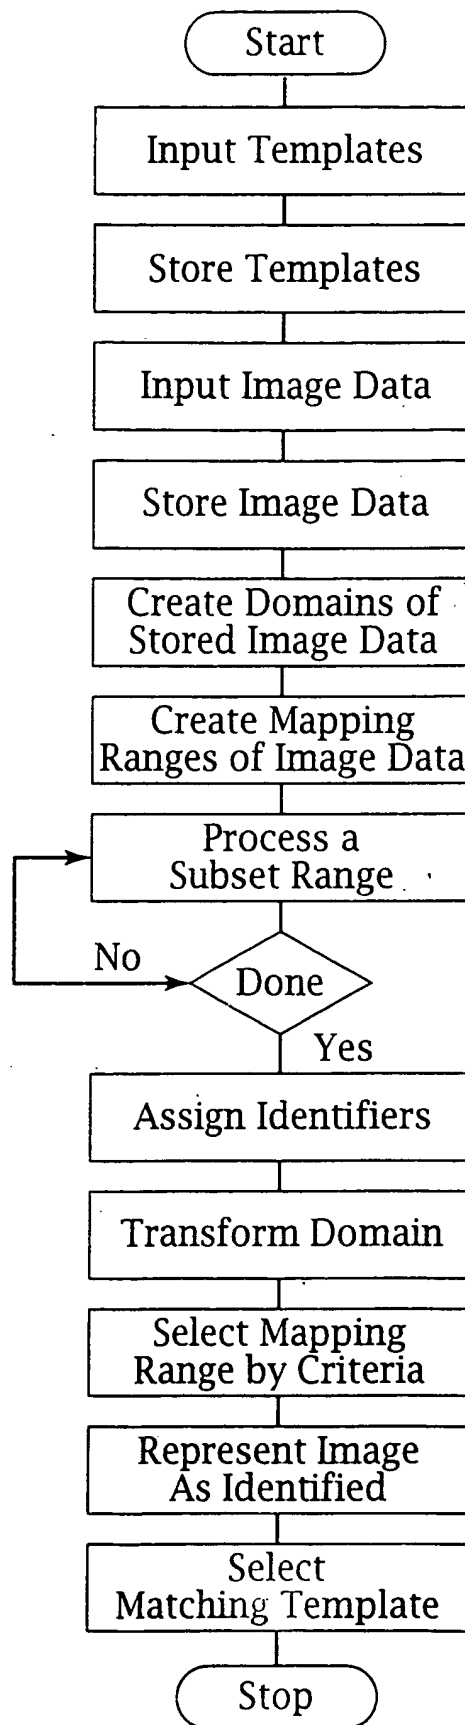 Start
Input Templates
Store Templates
Input Image Data
Store Image Data
Create Domains of
Stored Image Data
Create Mapping
Ranges of Image Data
Process a
Subset Range
No
Done
Yes
Assign Identifiers
Transform Domain
Select Mapping
Range by Criteria
Represent Image
As Identified
Select
Matching Template
Stop